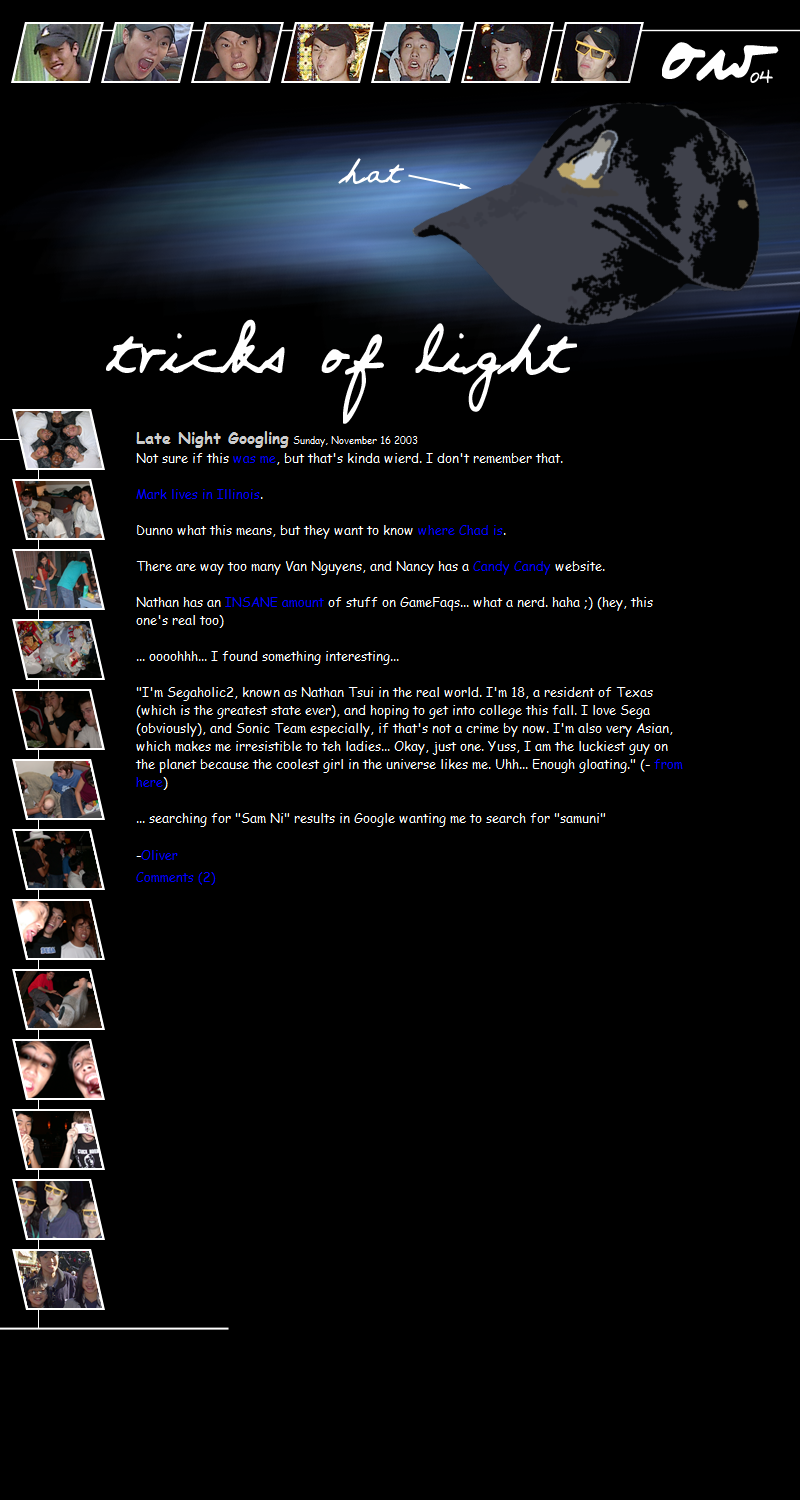 ow 04
hat
tricks of light
Late Night Googling Sunday, November 16 2003
Not sure if this was me, but that's kinda wierd. I don't remember that.
Mark lives in Illinois.
Dunno what this means, but they want to know where Chad is.
There are way too many Van Nguyens, and Nancy has a Candy Candy website.
Nathan has an INSANE amount of stuff on GameFaqs... what a nerd. haha ;) (hey, this
one's real too)
... oooohhh... I found something interesting...
"I'm Segaholic2, known as Nathan Tsui in the real world. I'm 18, a resident of Texas
(which is the greatest state ever), and hoping to get into college this fall. I love Sega
(obviously), and Sonic Team especially, if that's not a crime by now. I'm also very Asian,
which makes me irresistible to teh ladies... Okay, just one. Yuss, I am the luckiest guy on
the planet because the coolest girl in the universe likes me. Uhh... Enough gloating." (- from
here)
... searching for "Sam Ni" results in Google wanting me to search for "samuni"
-Oliver
Comments (2)